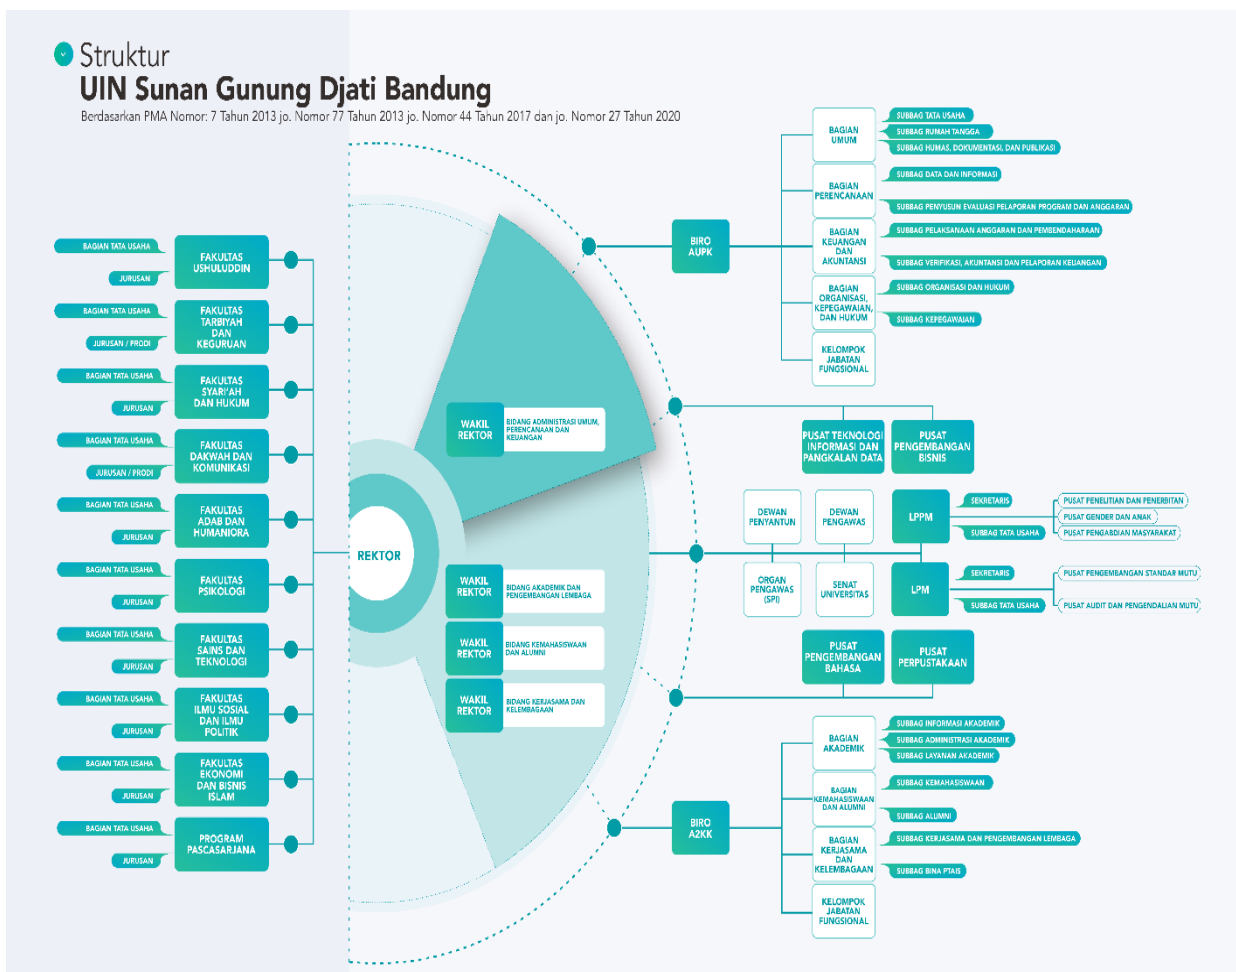 Struktur
UIN Sunan Gunung Djati Bandung
Berdasarkan PMA Nomor: 7 Tahun 2013 jo. Nomor 77 Tahun 2013 jo. Nomor 44 Tahun 2017 dan jo. Nomor 27 Tahun 2020
BAGIAN TATA USAHA
JURUSAN
FAKULTAS
USHULUDDIN
BAGIAN TATA USAHA
JURUSAN / PRODI
FAKULTAS
TARBIYAH
DAN
KEGURUAN
BAGIAN TATA USAHA
JURUSAN
FAKULTAS
SYARI'AH
DAN HUKUM
BAGIAN TATA USAHA
JURUSAN / PRODI
FAKULTAS
DAKWAH DAN
KOMUNIKASI
BAGIAN TATA USAHA
JURUSAN
FAKULTAS
ADAB DAN
HUMANIORA
BAGIAN TATA USAHA
JURUSAN
FAKULTAS
PSIKOLOGI
BAGIAN TATA USAHA
JURUSAN
FAKULTAS
SAINS DAN
TEKNOLOGI
BAGIAN TATA USAHA
JURUSAN
FAKULTAS
ILMU SOSIAL
DAN ILMU
POLITIK
BAGIAN TATA USAHA
JURUSAN
FAKULTAS
EKONOMI
DAN BISNIS
ISLAM
BAGIAN TATA USAHA
JURUSAN
PROGRAM
PASCASARJANA
REKTOR
WAKIL
REKTOR
BIDANG ADMINISTRASI UMUM,
PERENCANAAN DAN
KEUANGAN
WAKIL
REKTOR
BIDANG AKADEMIK DAN
PENGEMBANGAN LEMBAGA
WAKIL
REKTOR
BIDANG KEMAHASISWAAN
DAN ALUMNI
WAKIL
REKTOR
BIDANG KERJASAMA DAN
KELEMBAGAAN
BIRO
AUPK
BAGIAN
UMUM
SUBBAG TATA USAHA
SUBBAG RUMAH TANGGA
SUBBAG HUMAS, DOKUMENTASI, DAN PUBLIKASI
BAGIAN
PERENCANAAN
SUBBAG DATA DAN INFORMASI
SUBBAG PENYUSUN EVALUASI PELAPORAN PROGRAM DAN ANGGARAN
BAGIAN
KEUANGAN
DAN
AKUNTANSI
SUBBAG PELAKSANAAN ANGGARAN DAN PEMBENDAHARAAN
SUBBAG VERIFIKASI, AKUNTANSI DAN PELAPORAN KEUANGAN
BAGIAN
ORGANISASI,
KEPEGAWAIAN,
DAN HUKUM
SUBBAG ORGANISASI DAN HUKUM
SUBBAG KEPEGAWAIAN
KELOMPOK
JABATAN
FUNGSIONAL
PUSAT TEKNOLOGI
INFORMASI DAN
PANGKALAN DATA
PUSAT
PENGEMBANGAN
BISNIS
DEWAN
PENYANTUN
DEWAN
PENGAWAS
LPPM
SEKRETARIS
SUBBAG TATA USAHA
PUSAT PENELITIAN DAN PENERBITAN
PUSAT GENDER DAN ANAK
PUSAT PENGABDIAN MASYARAKAT
ORGAN
PENGAWAS
(SPI)
SENAT
UNIVERSITAS
LPM
SEKRETARIS
SUBBAG TATA USAHA
PUSAT PENGEMBANGAN STANDAR MUTU
PUSAT AUDIT DAN PENGENDALIAN MUTU
PUSAT
PENGEMBANGAN
BAHASA
PUSAT
PERPUSTAKAAN
BIRO
A2KK
BAGIAN
AKADEMIK
SUBBAG INFORMASI AKADEMIK
SUBBAG ADMINISTRASI AKADEMIK
SUBBAG LAYANAN AKADEMIK
BAGIAN
KEMAHASISWAAN
DAN ALUMNI
SUBBAG KEMAHASISWAAN
SUBBAG ALUMNI
BAGIAN
KERJASAMA
DAN
KELEMBAGAAN
SUBBAG KERJASAMA DAN PENGEMBANGAN LEMBAGA
SUBBAG BINA PTAIS
KELOMPOK
JABATAN
FUNGSIONAL